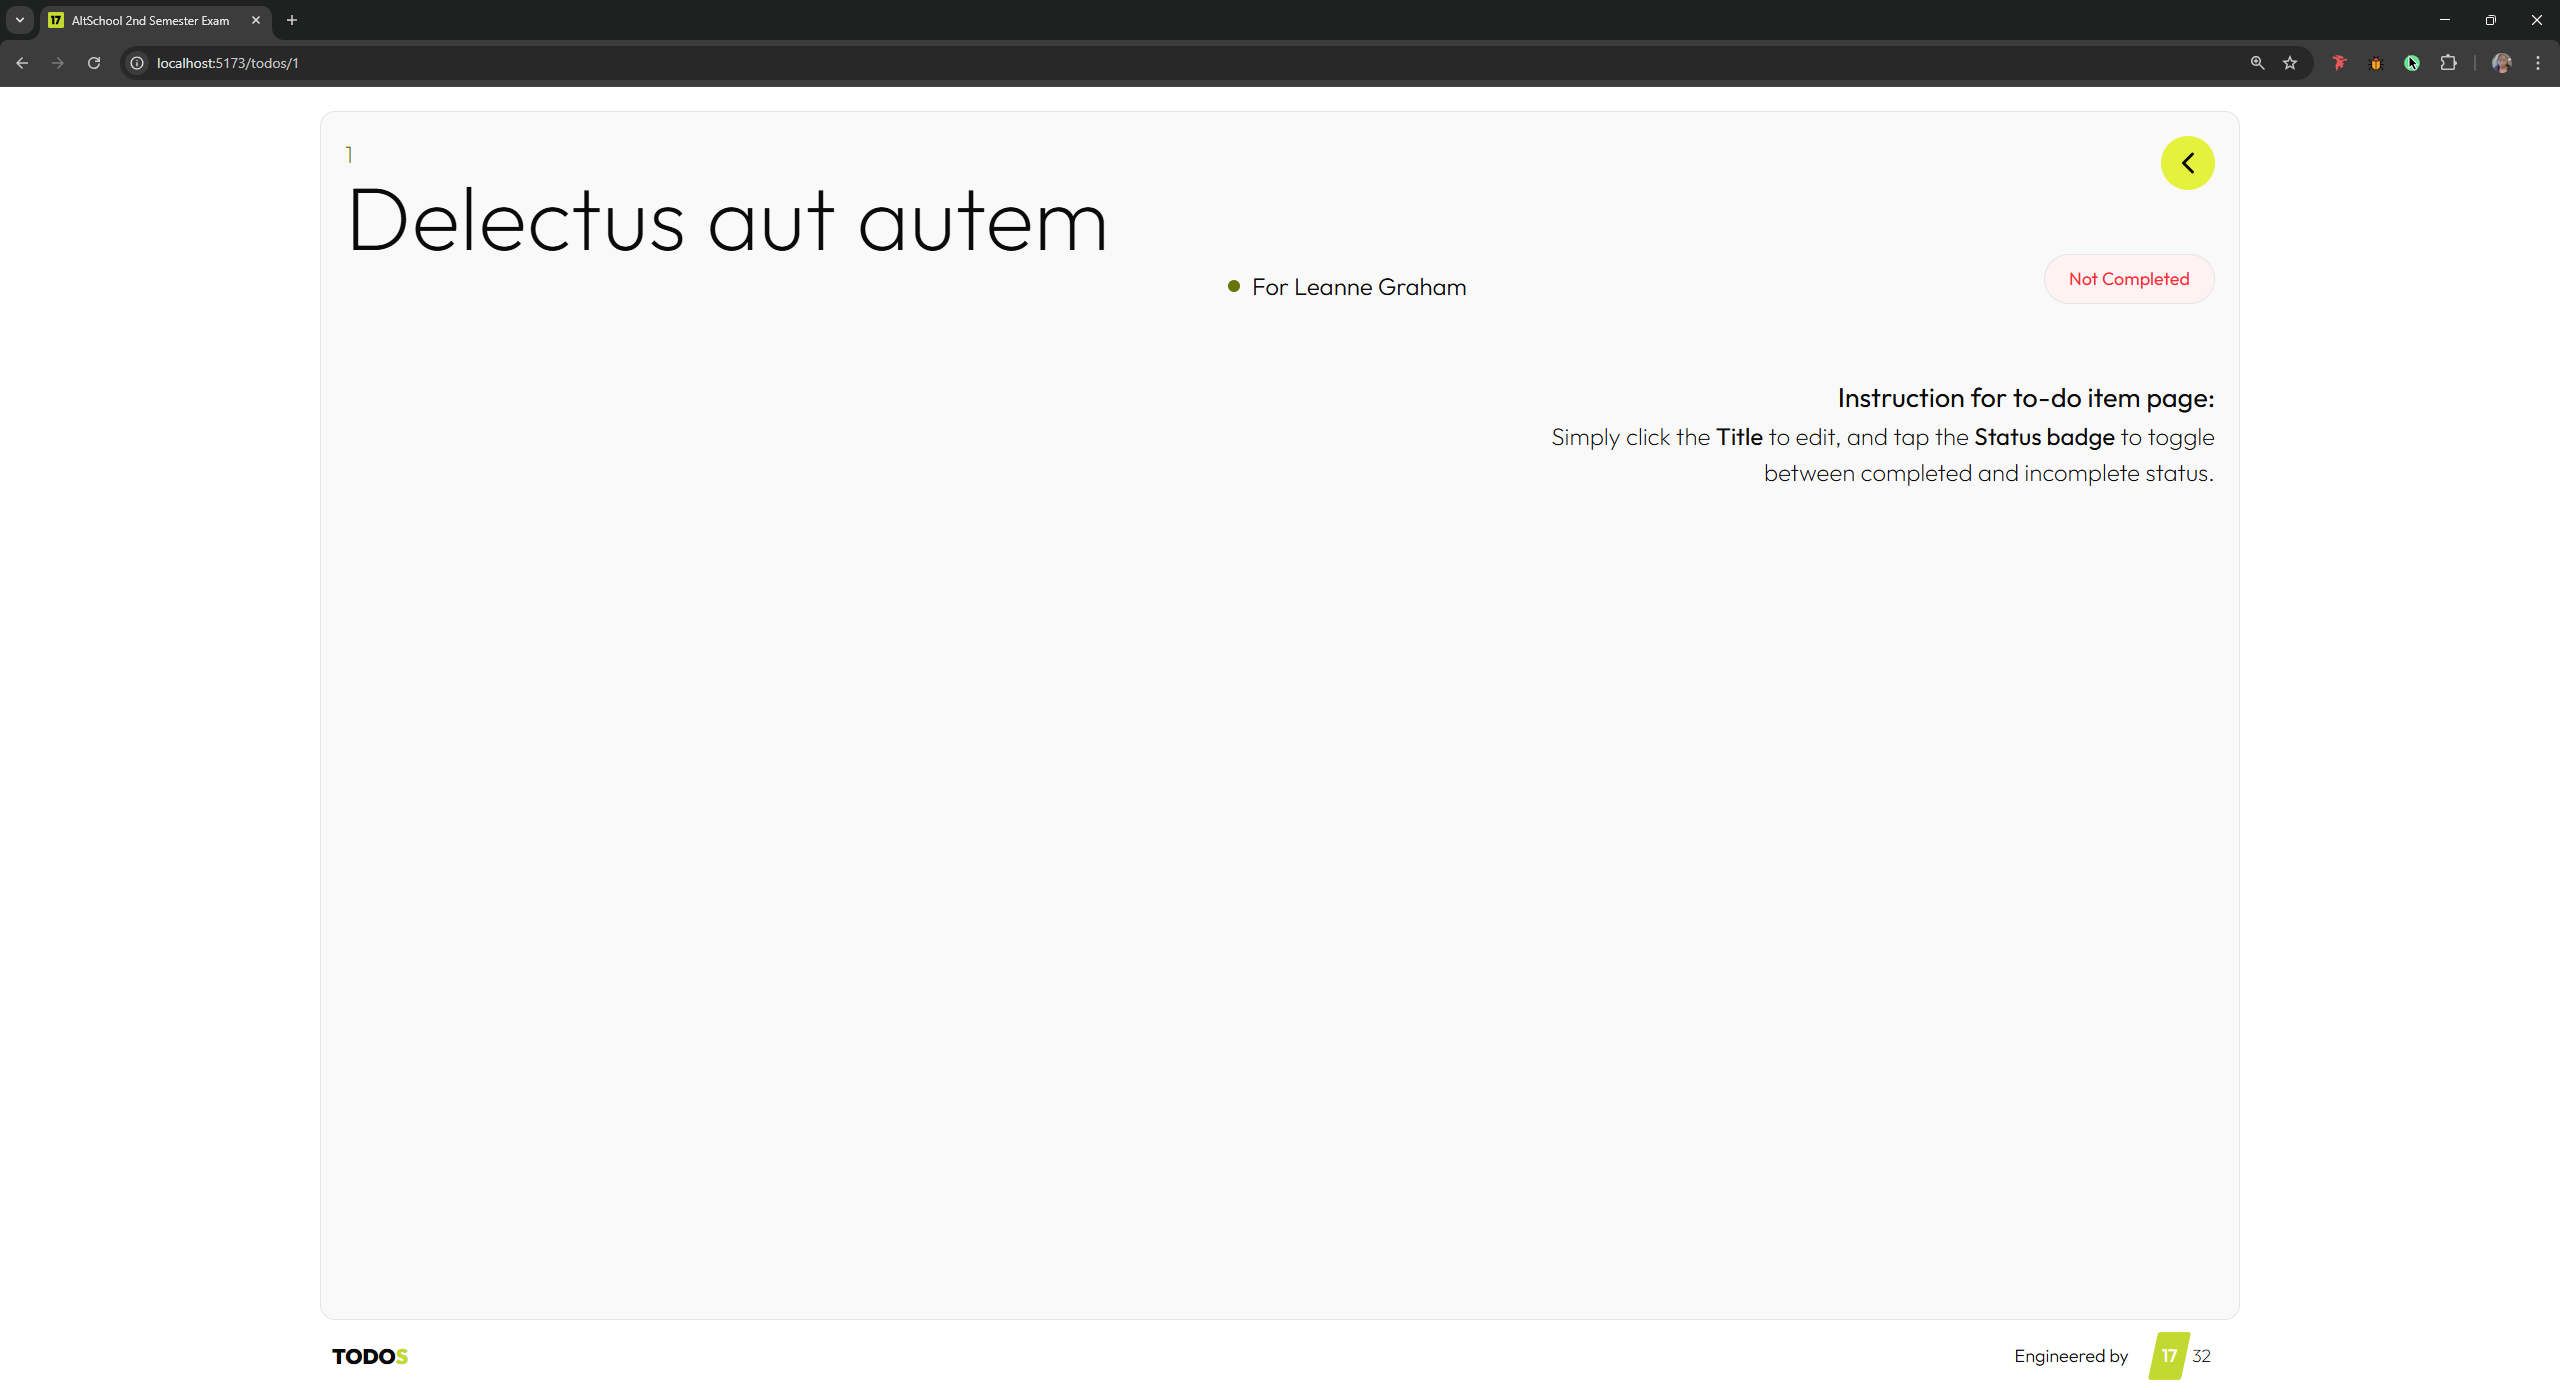 17 AltSchool 2nd Semester Exam
localhost:5173/todos/1
1
Delectus aut autem
For Leanne Graham
Not Completed
Instruction for to-do item page:
Simply click the Title to edit, and tap the Status badge to toggle
between completed and incomplete status.
TODOS
Engineered by 17 32